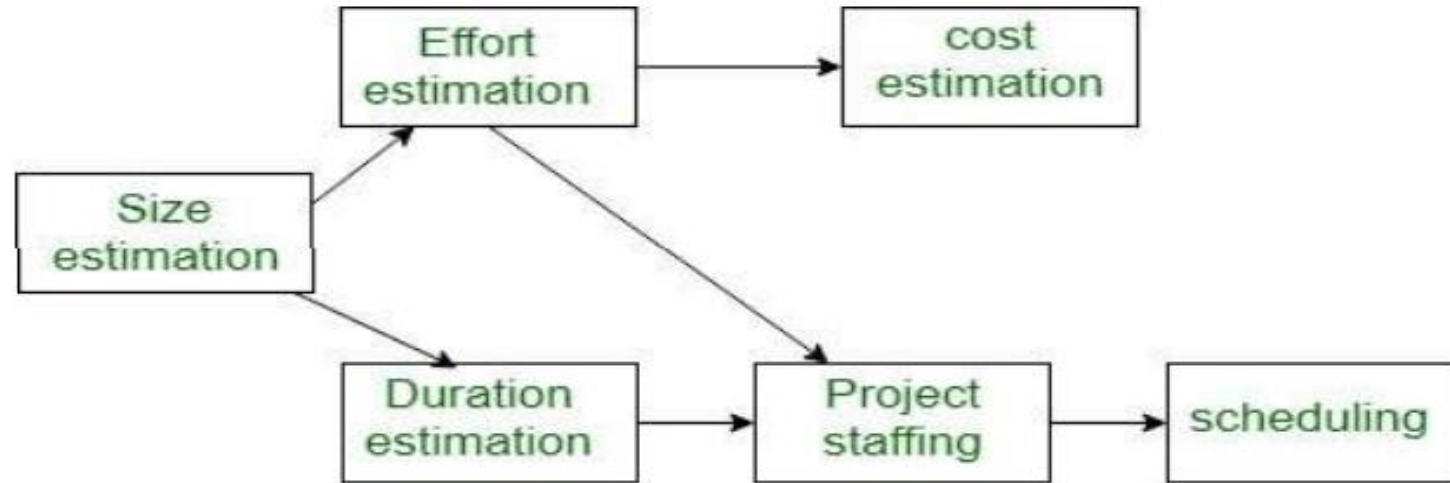 Effort
estimation
cost
estimation
Size
estimation
Duration
estimation
Project
staffing
scheduling